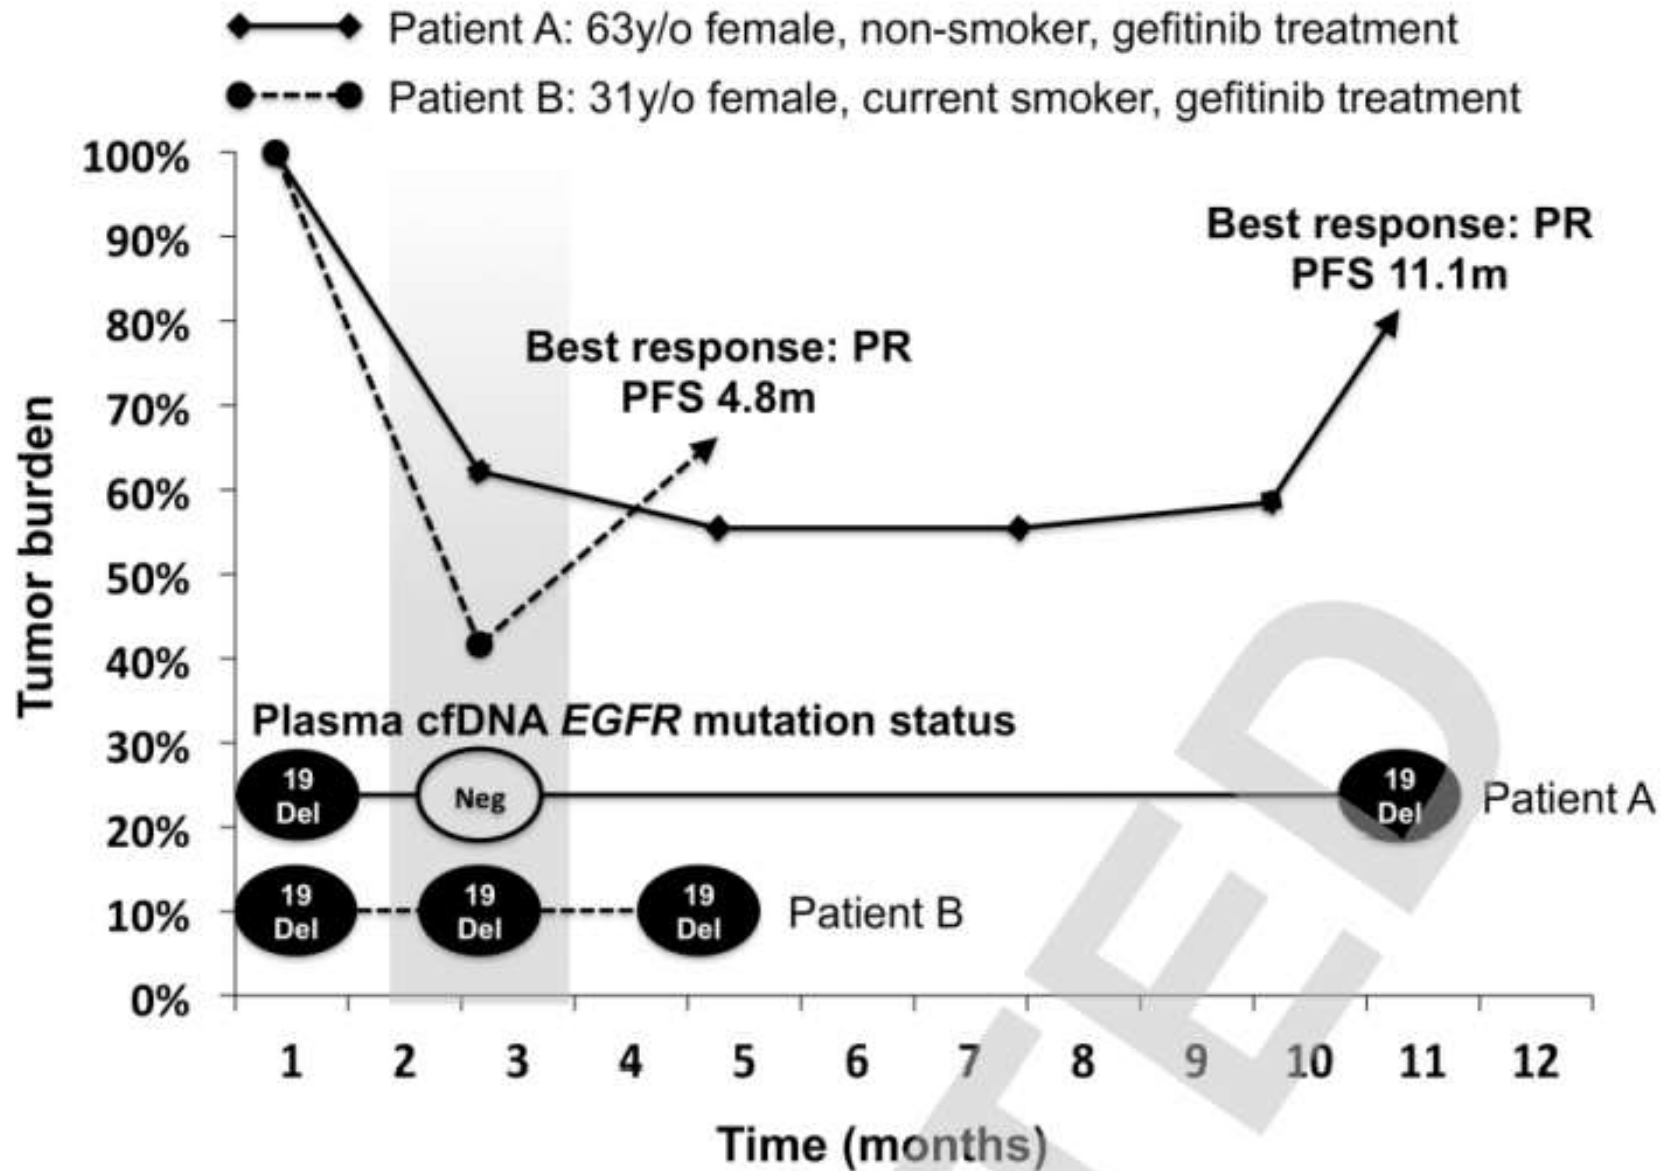 Patient A: 63y/o female, non-smoker, gefitinib treatment
Patient B: 31y/o female, current smoker, gefitinib treatment
100%
90%
80%
70%
60%
50%
40%
30%
20%
10%
0%
Tumor burden
Best response: PR
PFS 11.1m
Best response: PR
PFS 4.8m
Plasma cfDNA EGFR mutation status
19
Del
Neg
19
Del
Patient A
19
Del
19
Del
19
Del
Patient B
1 2 3 4 5 6 7 8 9 10 11 12
Time (months)
TED